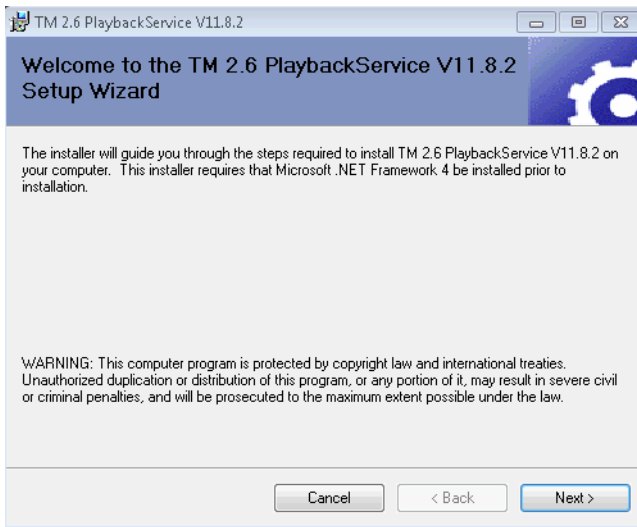 TM 2.6 PlaybackService V11.8.2
Welcome to the TM 2.6 PlaybackService V11.8.2
Setup Wizard
The installer will guide you through the steps required to install TM 2.6 PlaybackService V11.8.2 on
your computer.  This installer requires that Microsoft .NET Framework 4 be installed prior to
installation.
WARNING: This computer program is protected by copyright law and international treaties.
Unauthorized duplication or distribution of this program, or any portion of it, may result in severe civil
or criminal penalties, and will be prosecuted to the maximum extent possible under the law.
Cancel
< Back
Next >